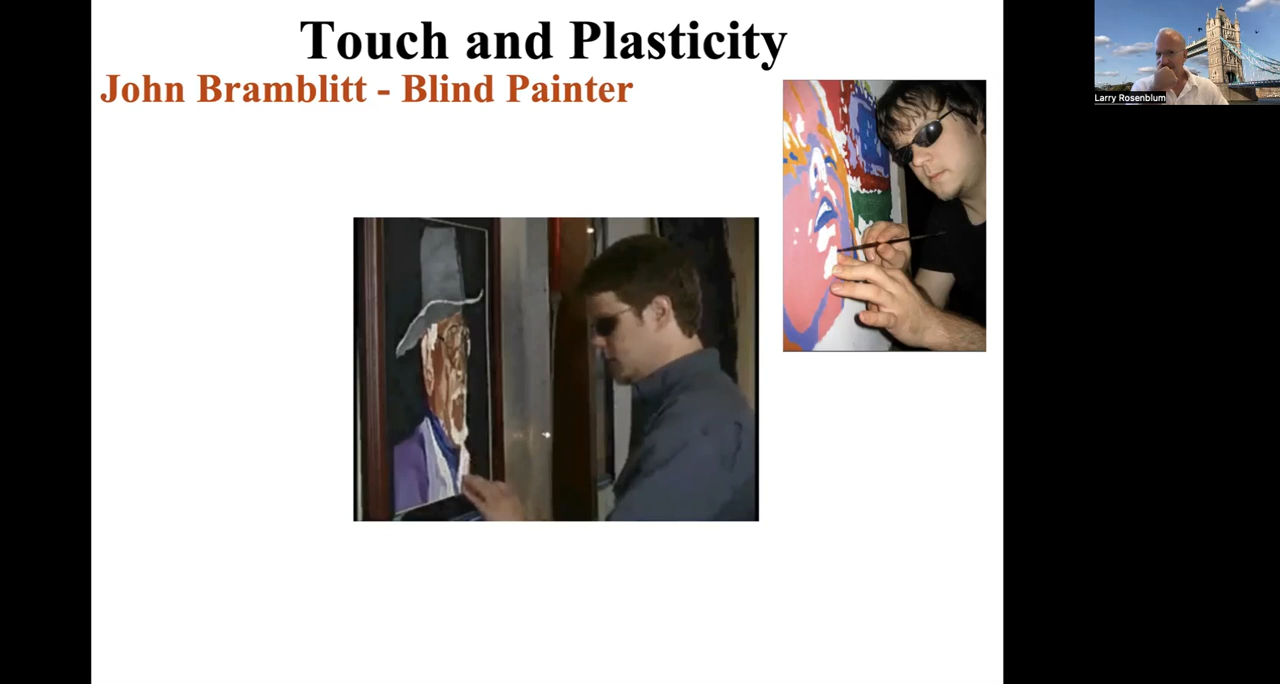 Touch and Plasticity
John Bramblitt - Blind Painter
Larry Rosenblum